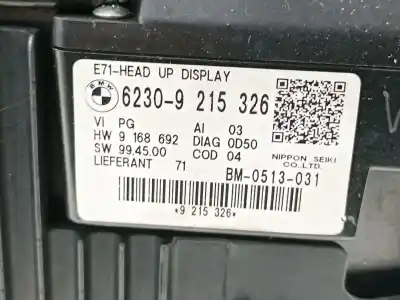 E71-HEAD UP DISPLAY
BMW 6230-9 215 326
VI PG AI 03
HW 9 168 692 DIAG 0D50
SW 99.45.00 COD 04
LIEFERANT 71
NIPPON SEIKI
CO.,LTD.
BM-0513-031
*9 215 326*